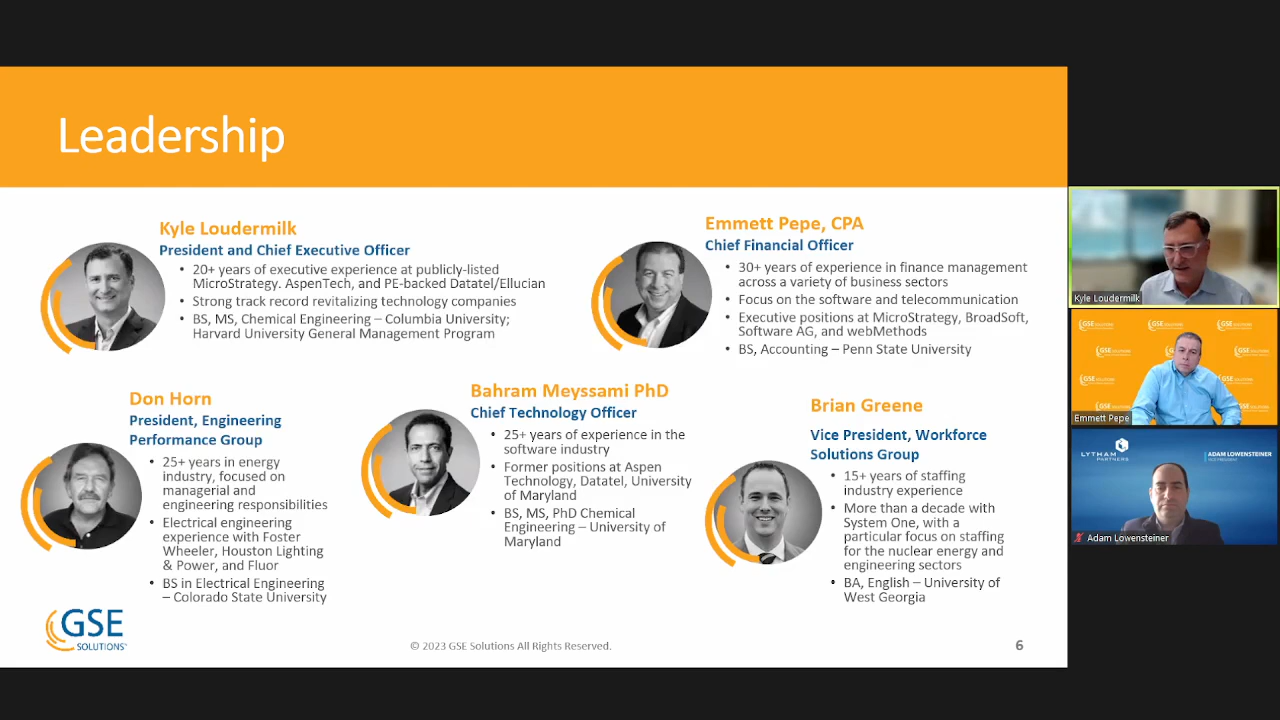 Leadership
Kyle Loudermilk
President and Chief Executive Officer
• 20+ years of executive experience at publicly-listed
MicroStrategy. AspenTech, and PE-backed Datatel/Ellucian
• Strong track record revitalizing technology companies
• BS, MS, Chemical Engineering – Columbia University;
Harvard University General Management Program
Emmett Pepe, CPA
Chief Financial Officer
• 30+ years of experience in finance management
across a variety of business sectors
• Focus on the software and telecommunication
• Executive positions at MicroStrategy, BroadSoft,
Software AG, and webMethods
• BS, Accounting – Penn State University
Don Horn
President, Engineering
Performance Group
• 25+ years in energy
industry, focused on
managerial and
engineering responsibilities
• Electrical engineering
experience with Foster
Wheeler, Houston Lighting
& Power, and Fluor
• BS in Electrical Engineering
– Colorado State University
Bahram Meyssami PhD
Chief Technology Officer
• 25+ years of experience in the
software industry
• Former positions at Aspen
Technology, Datatel, University
of Maryland
• BS, MS, PhD Chemical
Engineering – University of
Maryland
Brian Greene
Vice President, Workforce
Solutions Group
• 15+ years of staffing
industry experience
• More than a decade with
System One, with a
particular focus on staffing
for the nuclear energy and
engineering sectors
• BA, English – University of
West Georgia
GSE
SOLUTIONS
© 2023 GSE Solutions All Rights Reserved.
6
Kyle Loudermilk
Emmett Pepe
LYTHAM
PARTNERS
ADAM LOWENSTEINER
VICE PRESIDENT
Adam Lowensteiner